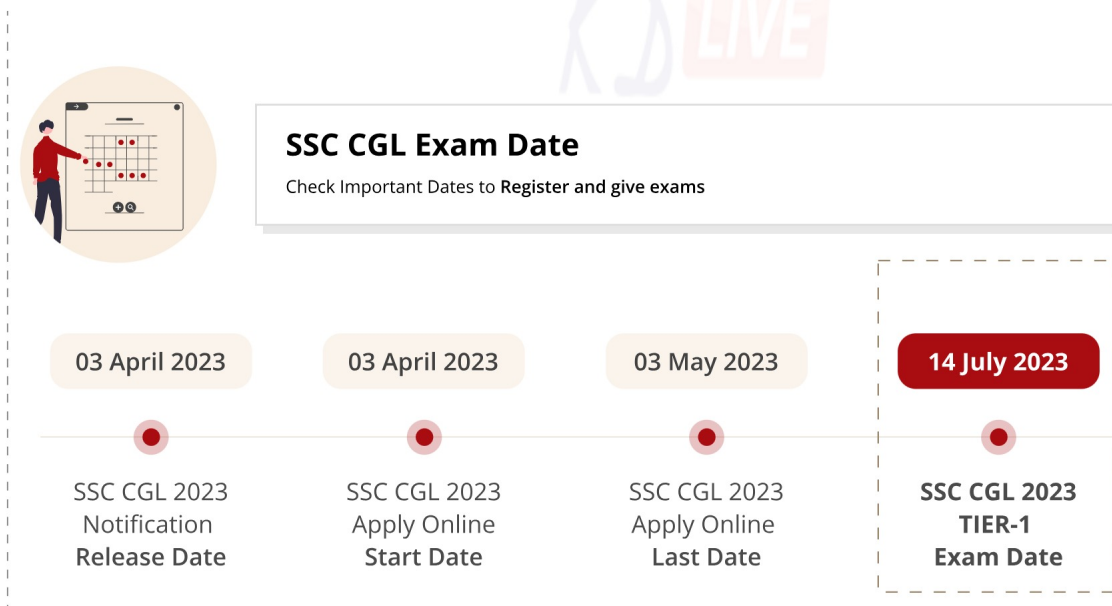 KD LIVE
SSC CGL Exam Date
Check Important Dates to Register and give exams
03 April 2023
03 April 2023
03 May 2023
14 July 2023
SSC CGL 2023
Notification
Release Date
SSC CGL 2023
Apply Online
Start Date
SSC CGL 2023
Apply Online
Last Date
SSC CGL 2023
TIER-1
Exam Date